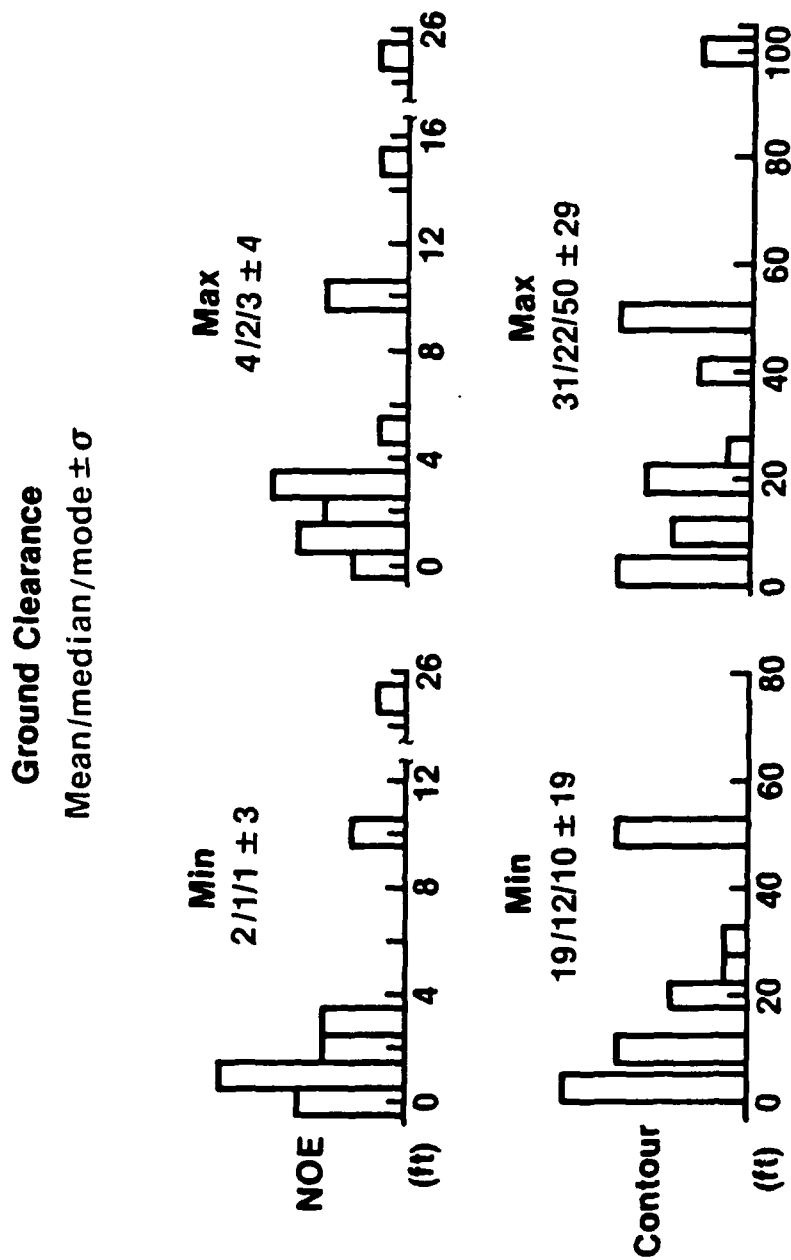 Ground Clearance
Mean/median/mode ± σ
Min
2/1/1 ± 3
Max
4/2/3 ± 4
NOE
(ft)
0 4 8 12 26
0 4 8 12 16 26
Min
19/12/10 ± 19
Max
31/22/50 ± 29
Contour
(ft)
0 20 40 60 80
0 20 40 60 80 100